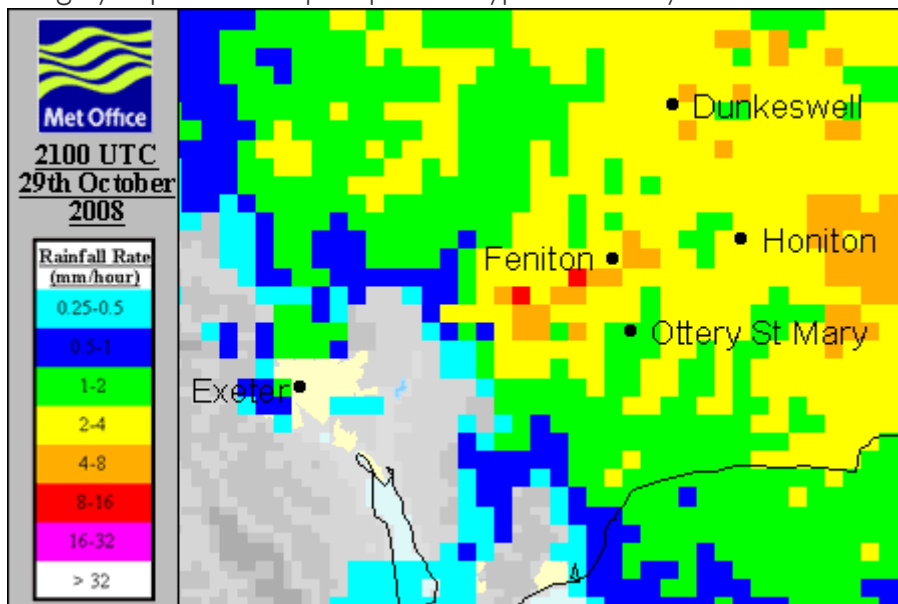 Met Office
2100 UTC
29th October
2008
Rainfall Rate
(mm/hour)
0.25-0.5
0.5-1
1-2
2-4
4-8
8-16
16-32
> 32
Dunkeswell
Honiton
Feniton
Ottery St Mary
Exeter